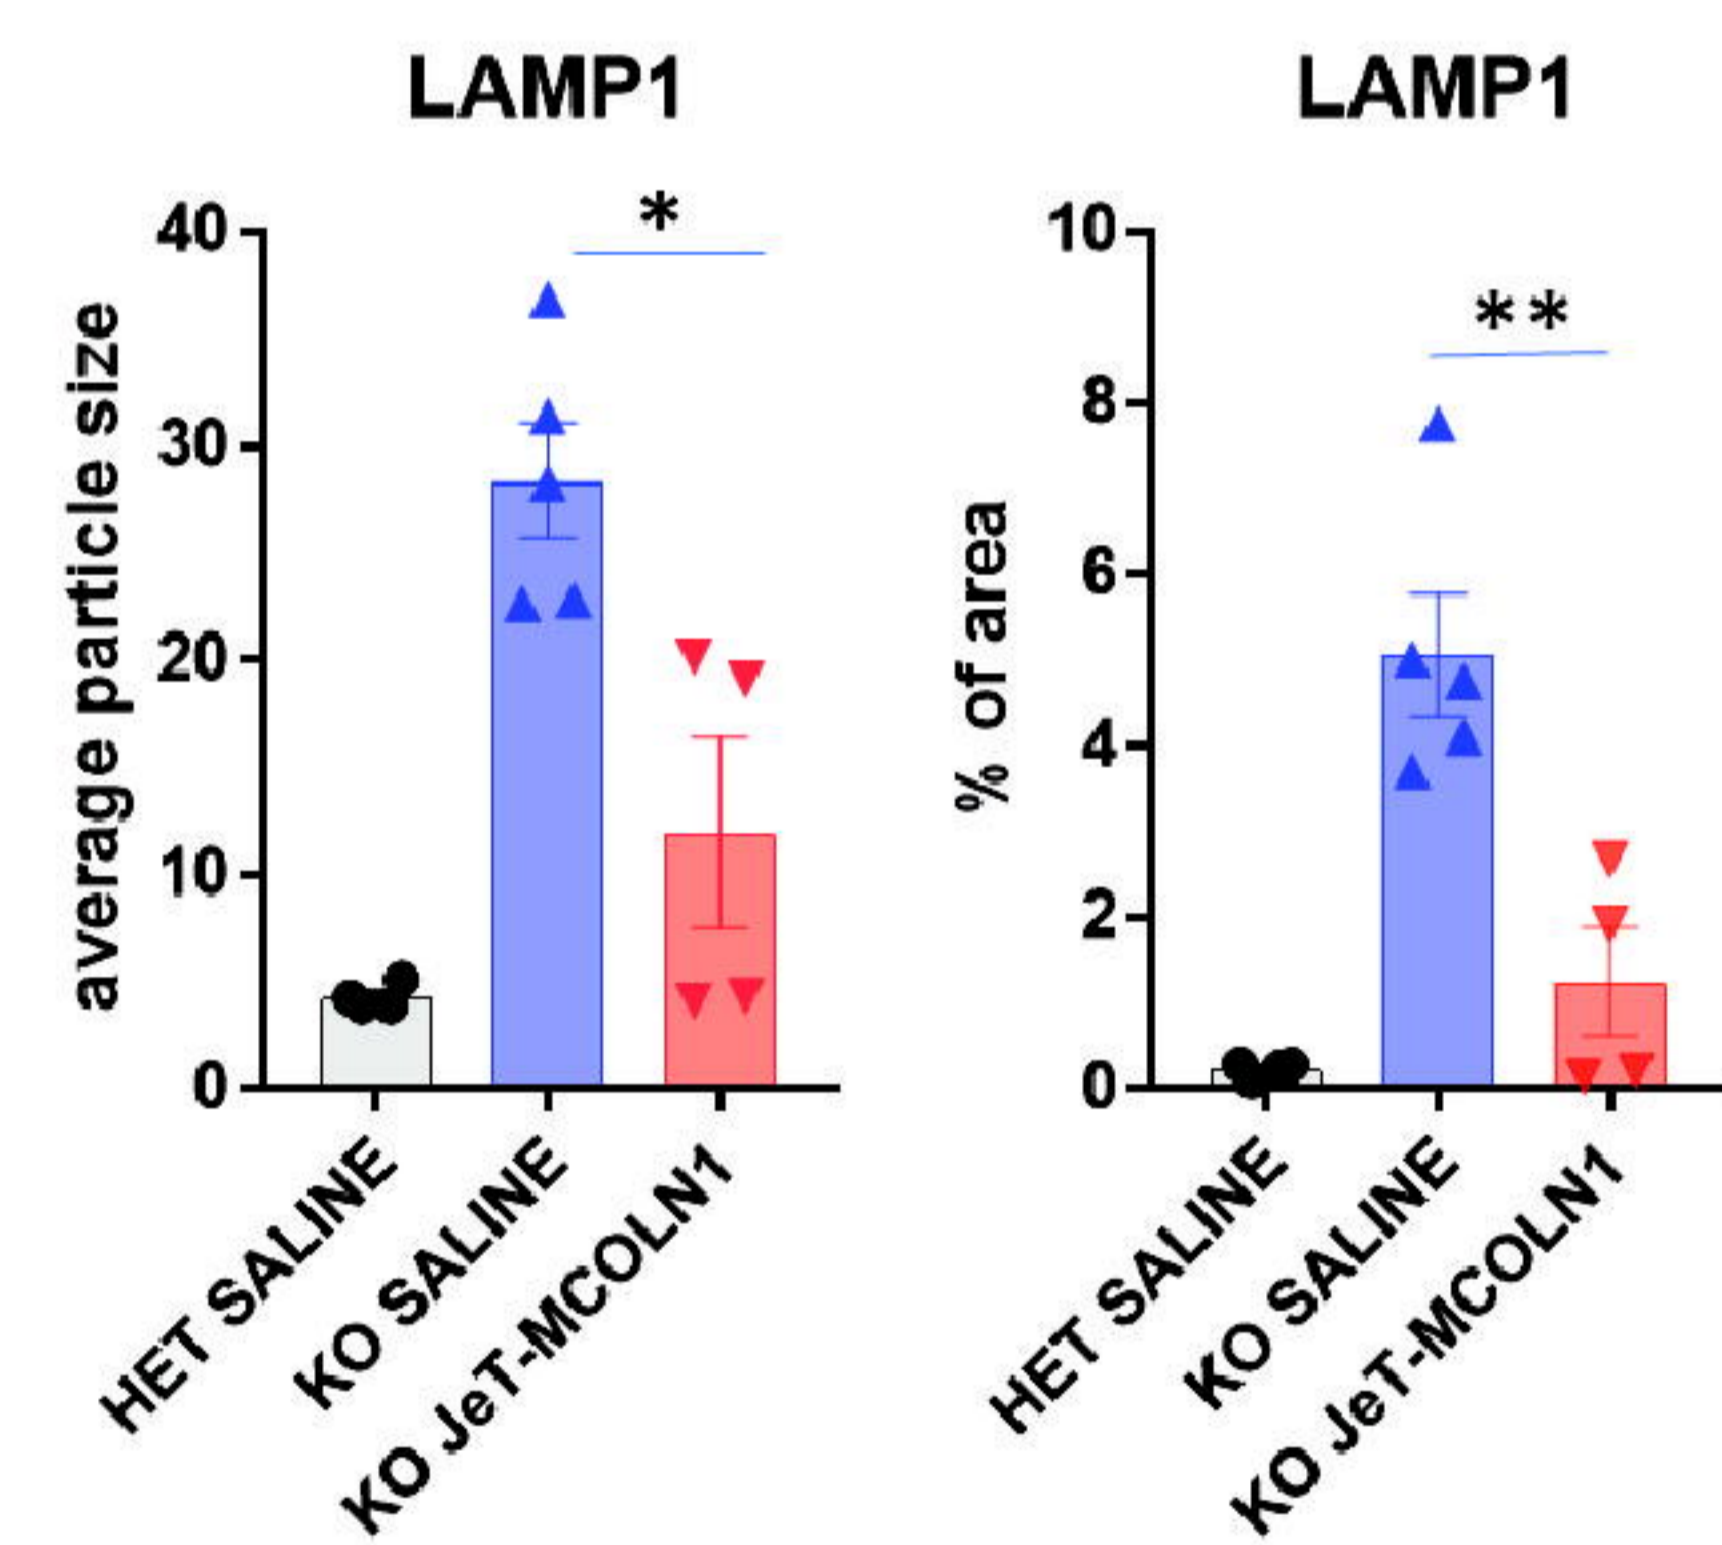 LAMP1
*
average particle size
40
30
20
10
0
HET SALINE
KO SALINE
KO JeT-MCOLN1
LAMP1
**
% of area
10
8
6
4
2
0
HET SALINE
KO SALINE
KO JeT-MCOLN1